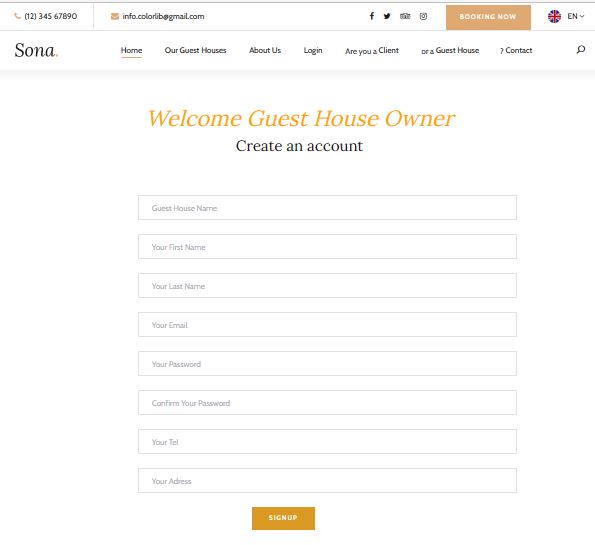 (12) 345 67890 info.colorlib@gmail.com BOOKING NOW EN
Sona. Home Our Guest Houses About Us Login Are you a Client or a Guest House ? Contact
Welcome Guest House Owner
Create an account
Guest House Name
Your First Name
Your Last Name
Your Email
Your Password
Confirm Your Password
Your Tel
Your Adress
SIGNUP